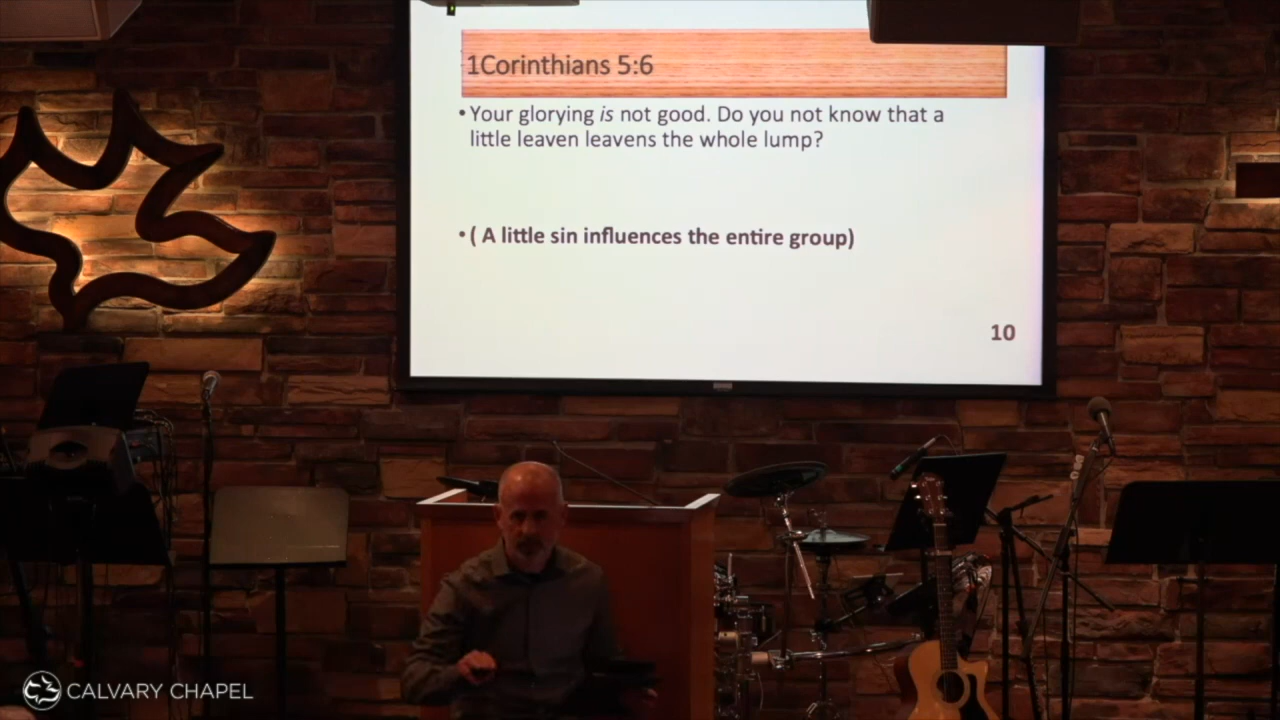 1Corinthians 5:6
• Your glorying is not good. Do you not know that a
little leaven leavens the whole lump?
• ( A little sin influences the entire group)
10
CALVARY CHAPEL